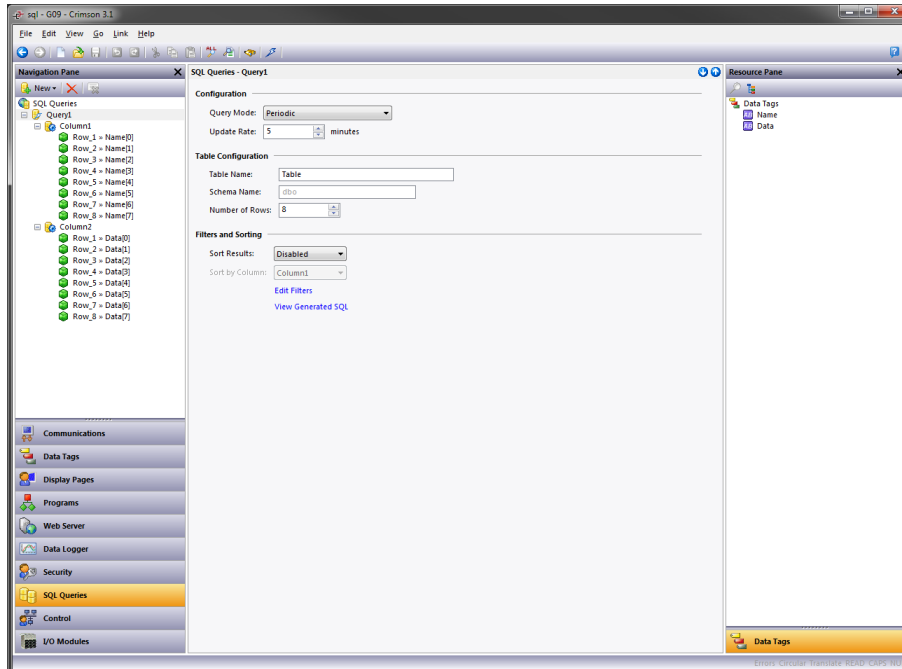 sql - G09 - Crimson 3.1
File Edit View Go Link Help
Navigation Pane
New
SQL Queries
Query1
Column1
Row_1 » Name[0]
Row_2 » Name[1]
Row_3 » Name[2]
Row_4 » Name[3]
Row_5 » Name[4]
Row_6 » Name[5]
Row_7 » Name[6]
Row_8 » Name[7]
Column2
Row_1 » Data[0]
Row_2 » Data[1]
Row_3 » Data[2]
Row_4 » Data[3]
Row_5 » Data[4]
Row_6 » Data[5]
Row_7 » Data[6]
Row_8 » Data[7]
Communications
Data Tags
Display Pages
Programs
Web Server
Data Logger
Security
SQL Queries
Control
I/O Modules
SQL Queries - Query1
Configuration
Query Mode: Periodic
Update Rate: 5 minutes
Table Configuration
Table Name: Table
Schema Name: dbo
Number of Rows: 8
Filters and Sorting
Sort Results: Disabled
Sort by Column: Column1
Edit Filters
View Generated SQL
Resource Pane
Data Tags
Name
Data
Data Tags
Errors Circular Translate READ CAPS NU